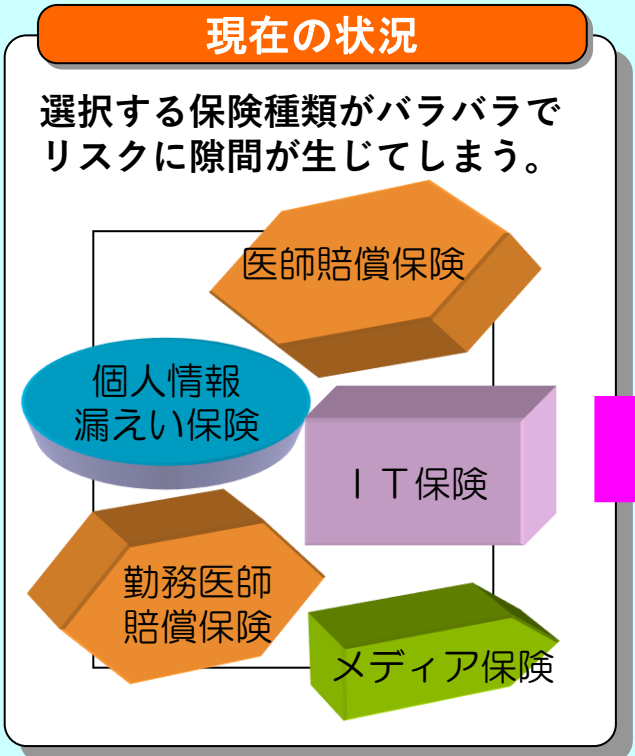 現在の状況
選択する保険種類がバラバラで
リスクに隙間が生じてしまう。
医師賠償保険
個人情報
漏えい保険
ＩＴ保険
勤務医師
賠償保険
メディア保険